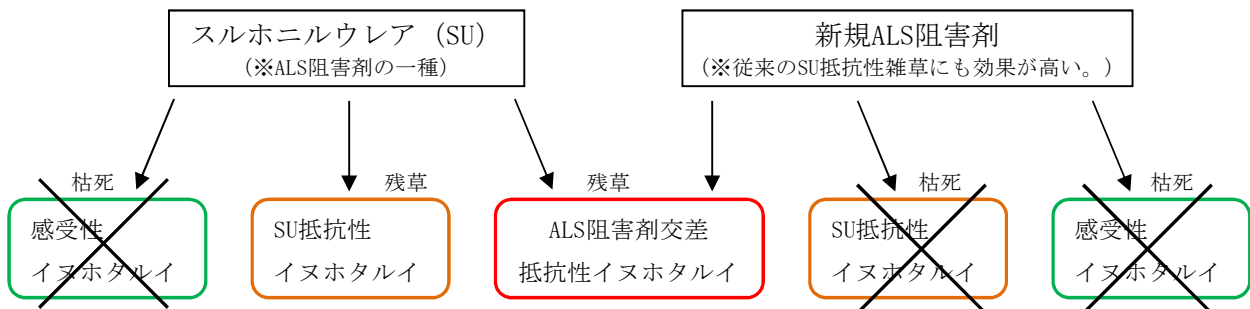 スルホニルウレア（SU）
（※ALS阻害剤の一種）
新規ALS阻害剤
（※従来のSU抵抗性雑草にも効果が高い。）
枯死
残草
残草
枯死
枯死
感受性
イヌホタルイ
SU抵抗性
イヌホタルイ
ALS阻害剤交差
抵抗性イヌホタルイ
SU抵抗性
イヌホタルイ
感受性
イヌホタルイ